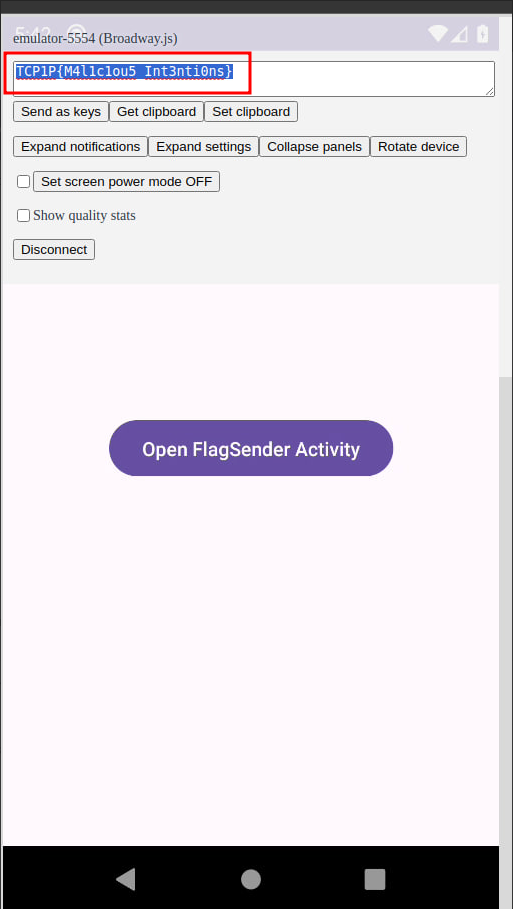 emulator-5554 (Broadway.js)
TCP1P{M4l1c1ou5_Int3nti0ns}
Send as keys Get clipboard Set clipboard
Expand notifications Expand settings Collapse panels Rotate device
Set screen power mode OFF
Show quality stats
Disconnect
Open FlagSender Activity